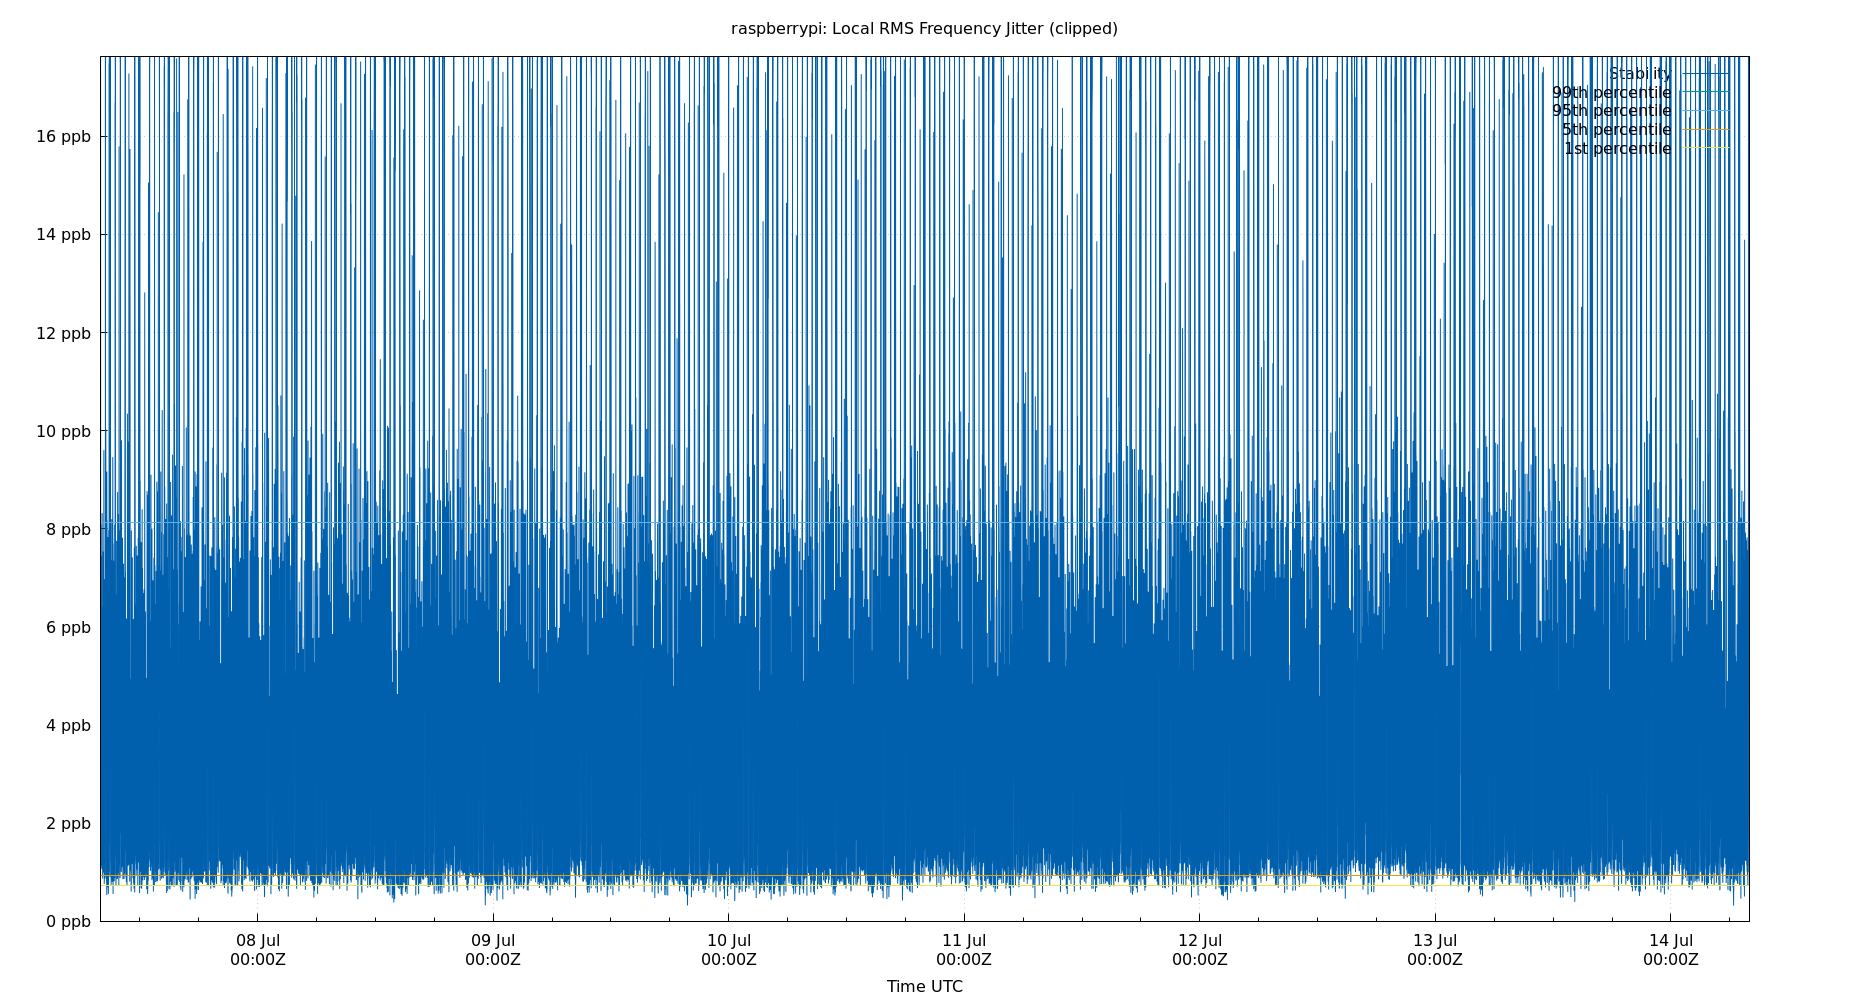 raspberrypi: Local RMS Frequency Jitter (clipped)
Stability
99th percentile
95th percentile
5th percentile
1st percentile
16 ppb
14 ppb
12 ppb
10 ppb
8 ppb
6 ppb
4 ppb
2 ppb
0 ppb
08 Jul 09 Jul 10 Jul 11 Jul 12 Jul 13 Jul 14 Jul
00:00Z 00:00Z 00:00Z 00:00Z 00:00Z 00:00Z 00:00Z
Time UTC